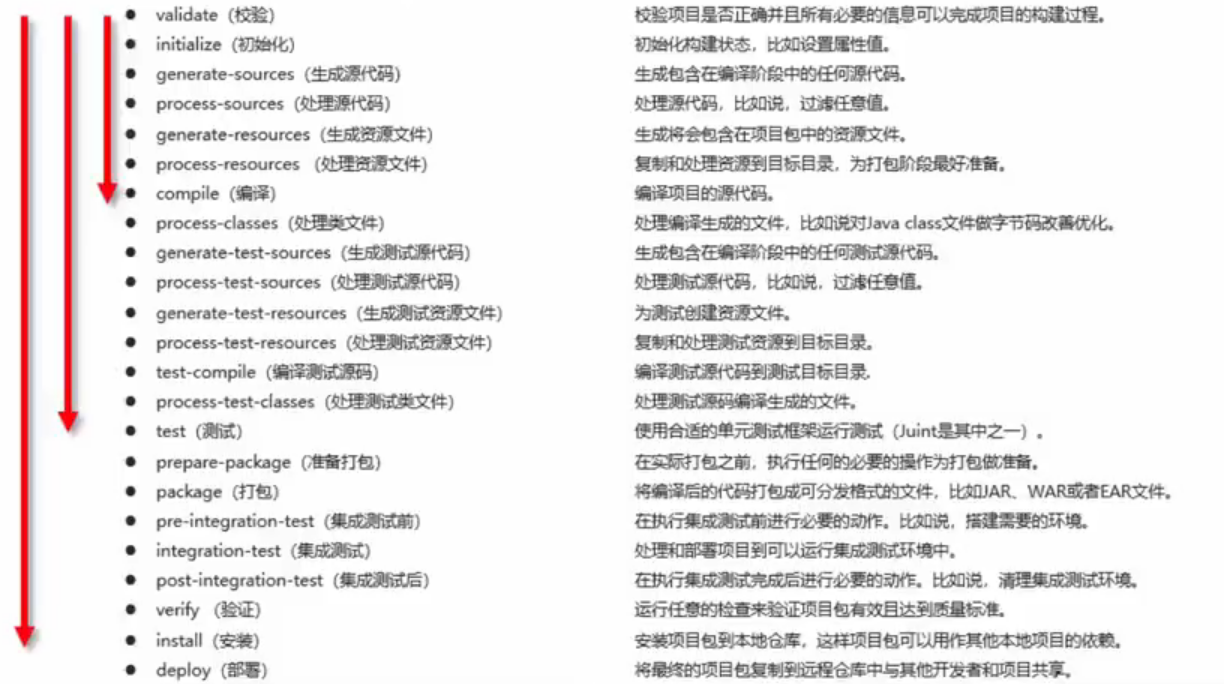 validate（校验） 校验项目是否正确并且所有必要的信息可以完成项目的构建过程。
initialize（初始化） 初始化构建状态，比如设置属性值。
generate-sources（生成源代码） 生成包含在编译阶段中的任何源代码。
process-sources（处理源代码） 处理源代码，比如说，过滤任意值。
generate-resources（生成资源文件） 生成将会包含在项目包中的资源文件。
process-resources （处理资源文件） 复制和处理资源到目标目录，为打包阶段最好准备。
compile（编译） 编译项目的源代码。
process-classes（处理类文件） 处理编译生成的文件，比如说对Java class文件做字节码改善优化。
generate-test-sources（生成测试源代码） 生成包含在编译阶段中的任何测试源代码。
process-test-sources（处理测试源代码） 处理测试源代码，比如说，过滤任意值。
generate-test-resources（生成测试资源文件） 为测试创建资源文件。
process-test-resources（处理测试资源文件） 复制和处理测试资源到目标目录。
test-compile（编译测试源码） 编译测试源代码到测试目标目录.
process-test-classes（处理测试类文件） 处理测试源码编译生成的文件。
test（测试） 使用合适的单元测试框架运行测试（Juint是其中之一）。
prepare-package（准备打包） 在实际打包之前，执行任何的必要的操作为打包做准备。
package（打包） 将编译后的代码打包成可分发格式的文件，比如JAR、WAR或者EAR文件。
pre-integration-test（集成测试前） 在执行集成测试前进行必要的动作。比如说，搭建需要的环境。
integration-test（集成测试） 处理和部署项目到可以运行集成测试环境中。
post-integration-test（集成测试后） 在执行集成测试完成后进行必要的动作。比如说，清理集成测试环境。
verify （验证） 运行任意的检查来验证项目包有效且达到质量标准。
install（安装） 安装项目包到本地仓库，这样项目包可以用作其他本地项目的依赖。
deploy（部署） 将最终的项目包复制到远程仓库中与其他开发者和项目共享。